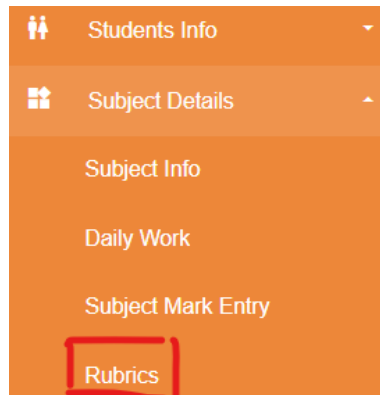 Students Info
Subject Details
Subject Info
Daily Work
Subject Mark Entry
Rubrics